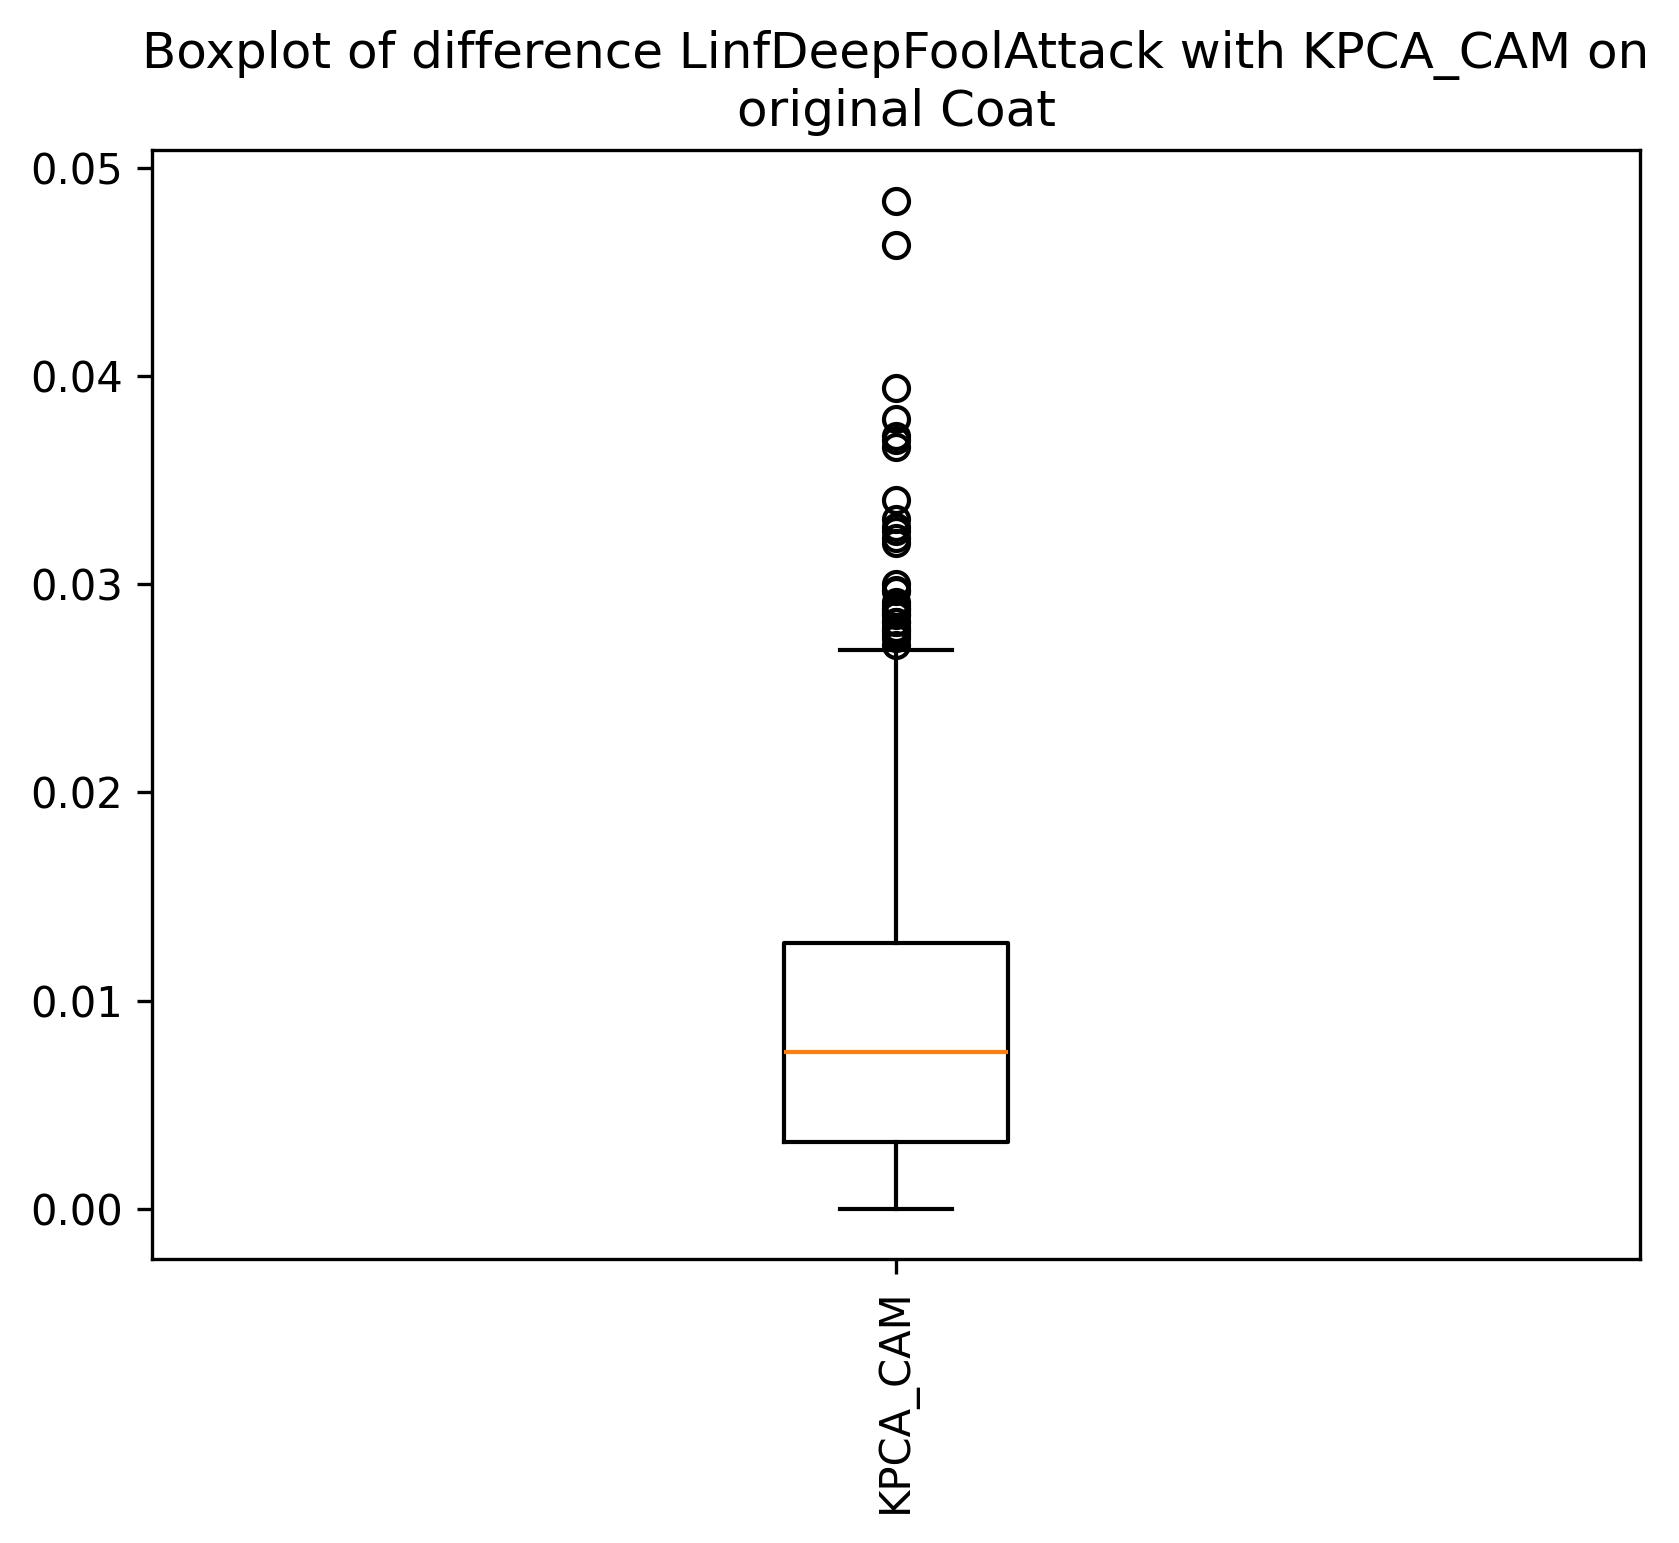 Boxplot of difference LinfDeepFoolAttack with KPCA_CAM on
original Coat
0.05
0.04
0.03
0.02
0.01
0.00
KPCA_CAM